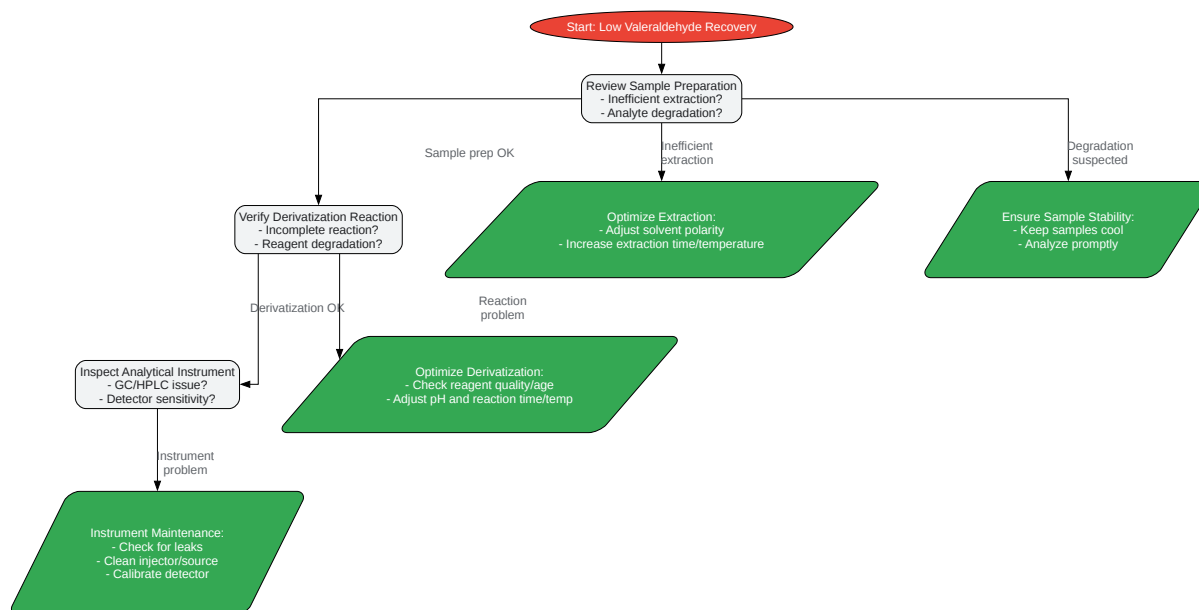 Start: Low Valeraldehyde Recovery
Review Sample Preparation
- Inefficient extraction?
- Analyte degradation?
Sample prep OK
Inefficient
extraction
Degradation
suspected
Verify Derivatization Reaction
- Incomplete reaction?
- Reagent degradation?
Optimize Extraction:
- Adjust solvent polarity
- Increase extraction time/temperature
Ensure Sample Stability:
- Keep samples cool
- Analyze promptly
Derivatization OK
Reaction
problem
Inspect Analytical Instrument
- GC/HPLC issue?
- Detector sensitivity?
Optimize Derivatization:
- Check reagent quality/age
- Adjust pH and reaction time/temp
Instrument
problem
Instrument Maintenance:
- Check for leaks
- Clean injector/source
- Calibrate detector